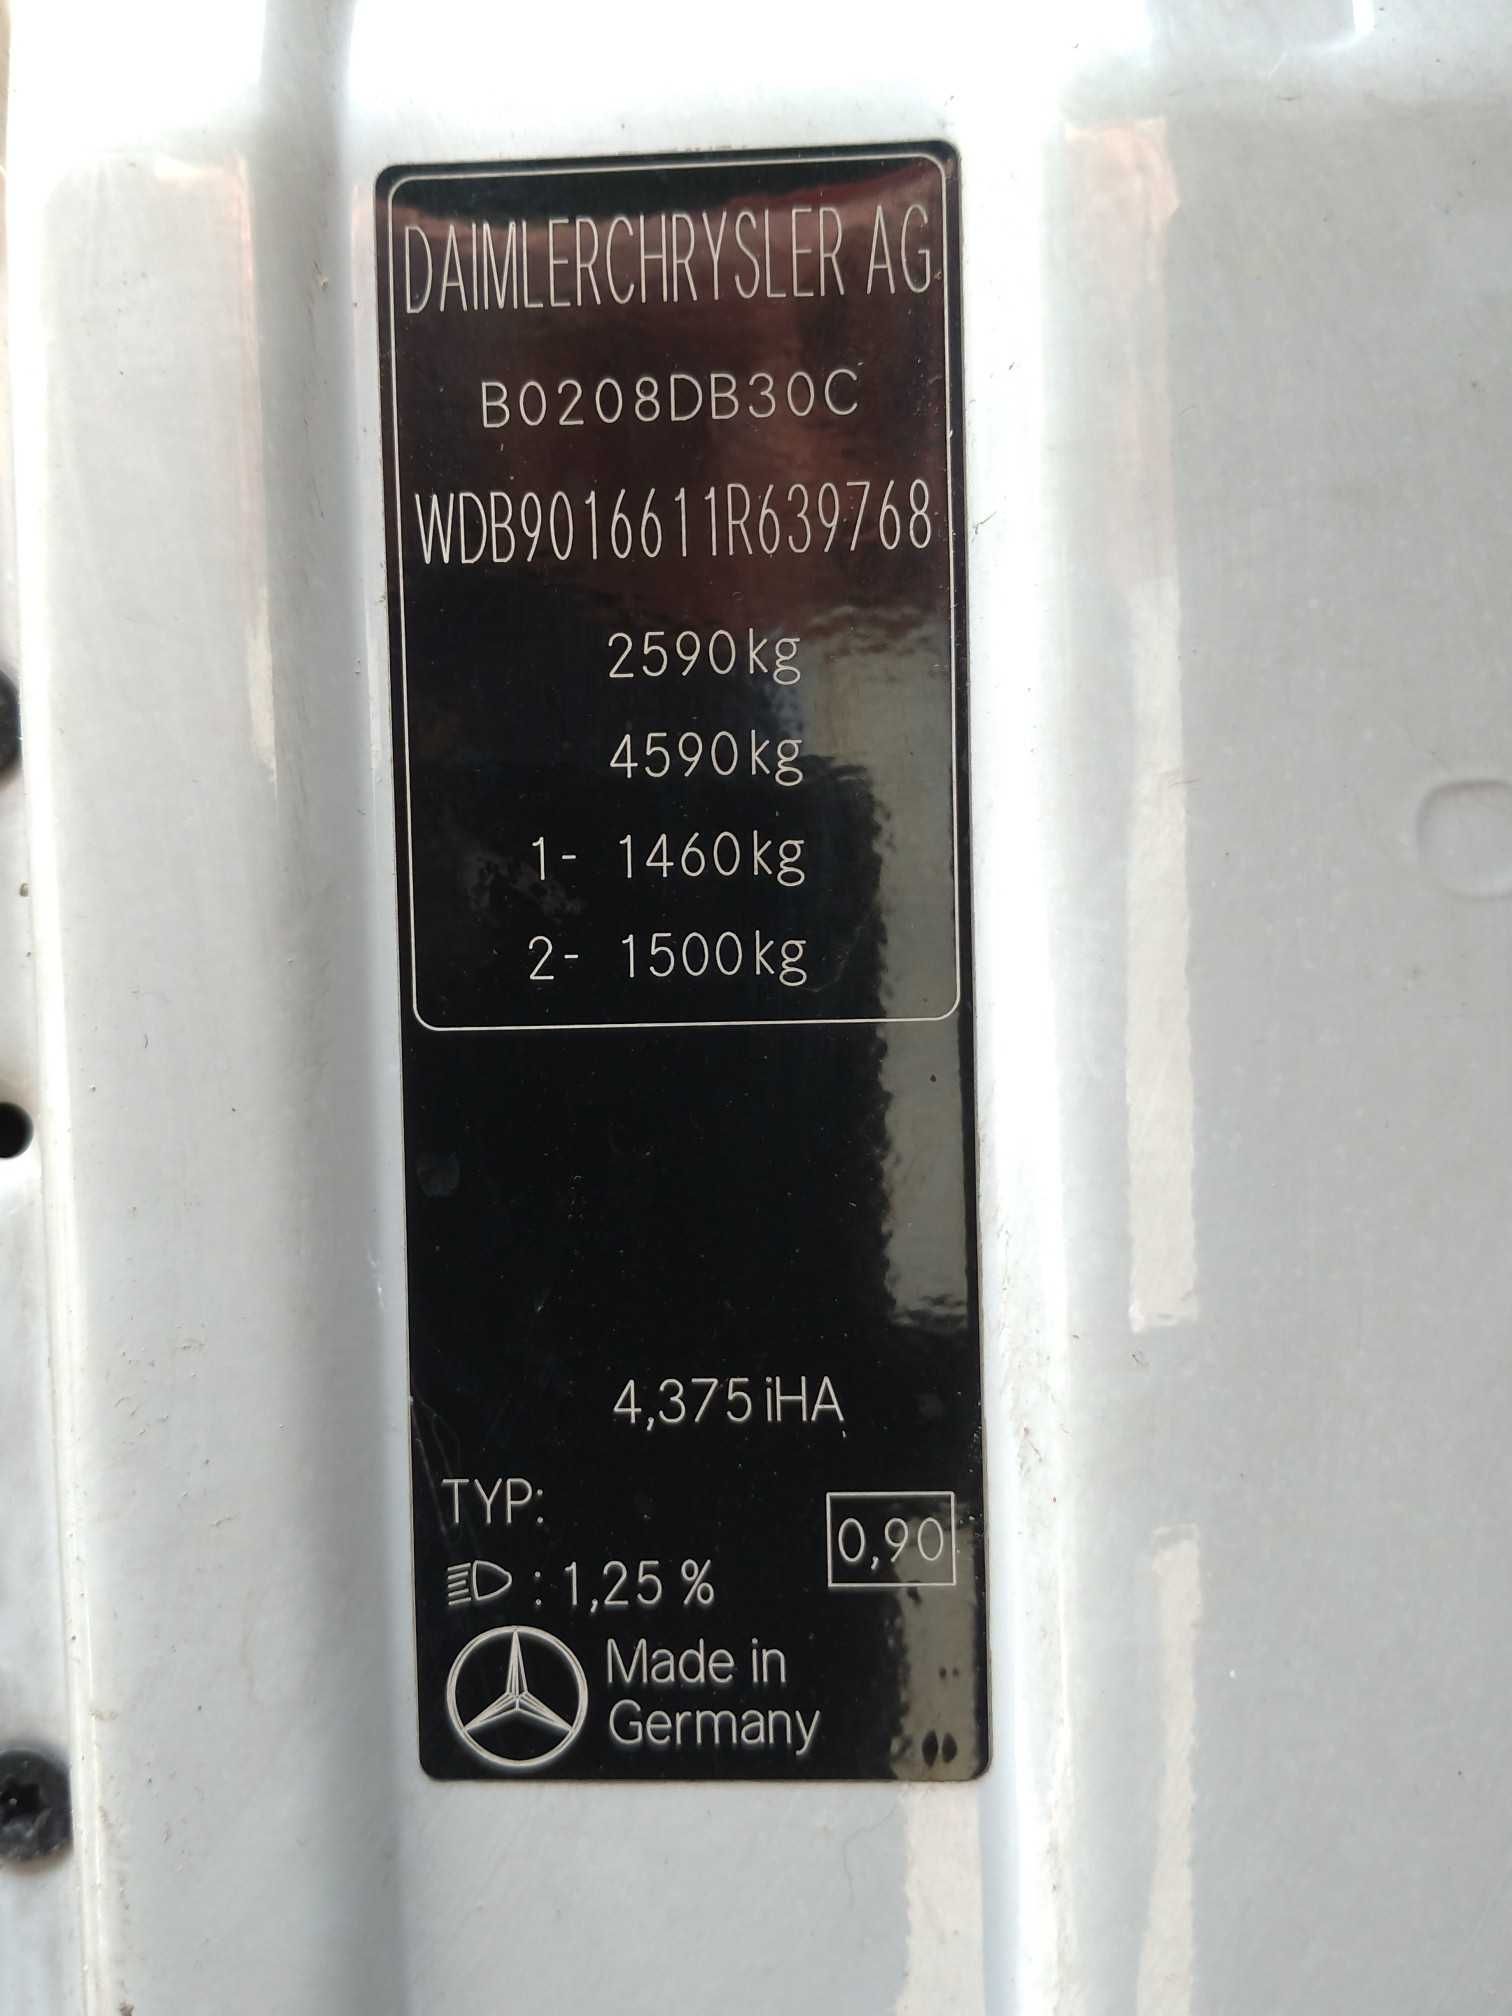 DAIMLERCHRYSLER AG
B0208DB30C
WDB9016611R639768
2590kg
4590kg
1- 1460kg
2- 1500kg
4,375 iHA
TYP:
0,90
: 1,25 %
Made in
Germany